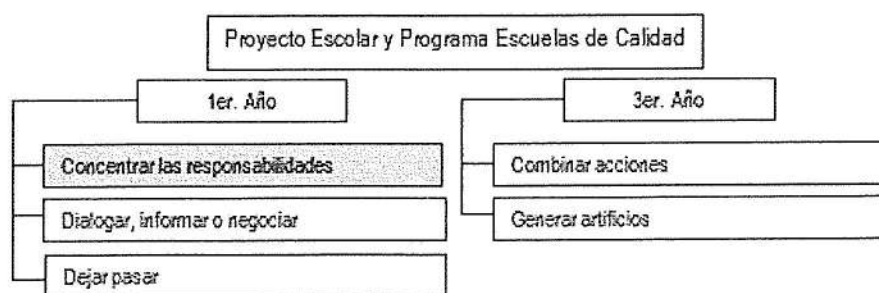 Proyecto Escolar y Programa Escuelas de Calidad
1er. Año
3er. Año
Concentrar las responsabilidades
Combinar acciones
Dialogar, informar o negociar
Generar artificios
Dejar pasar